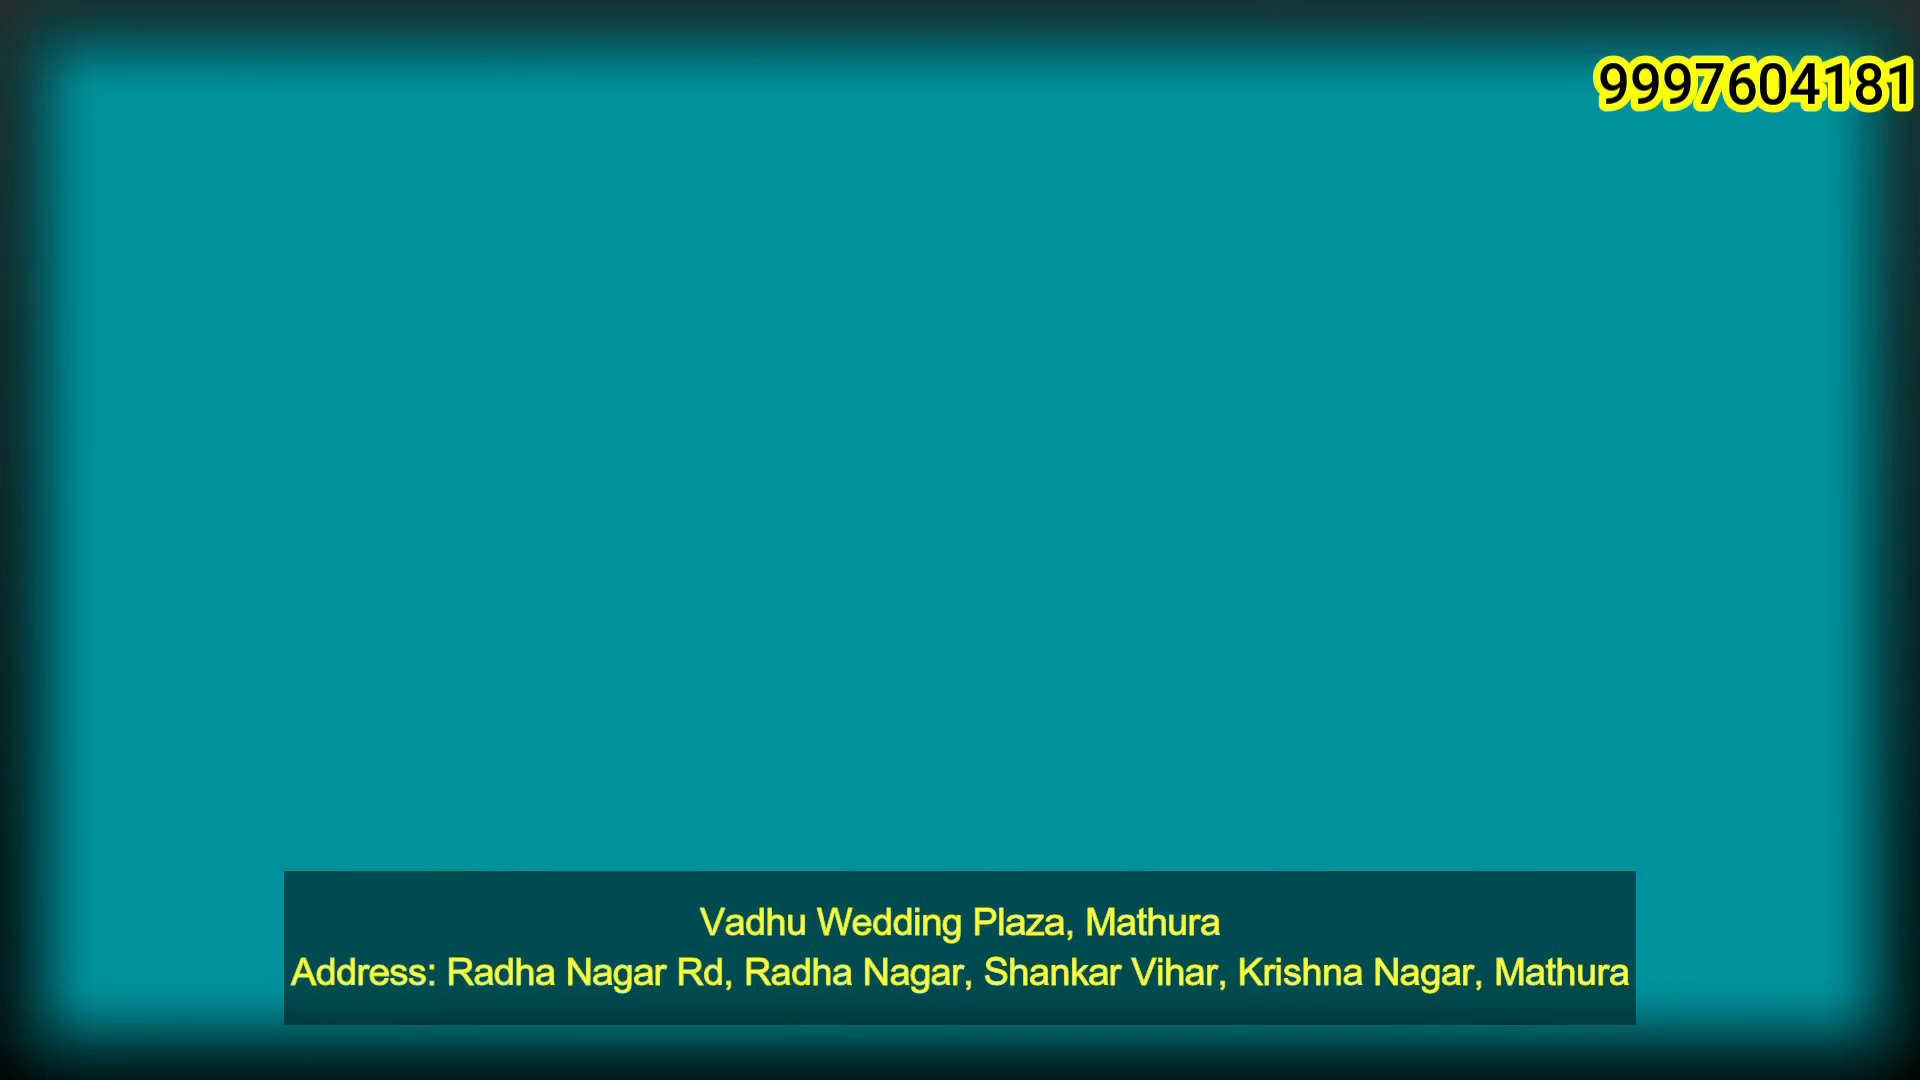 9997604181
Vadhu Wedding Plaza, Mathura
Address: Radha Nagar Rd, Radha Nagar, Shankar Vihar, Krishna Nagar, Mathura